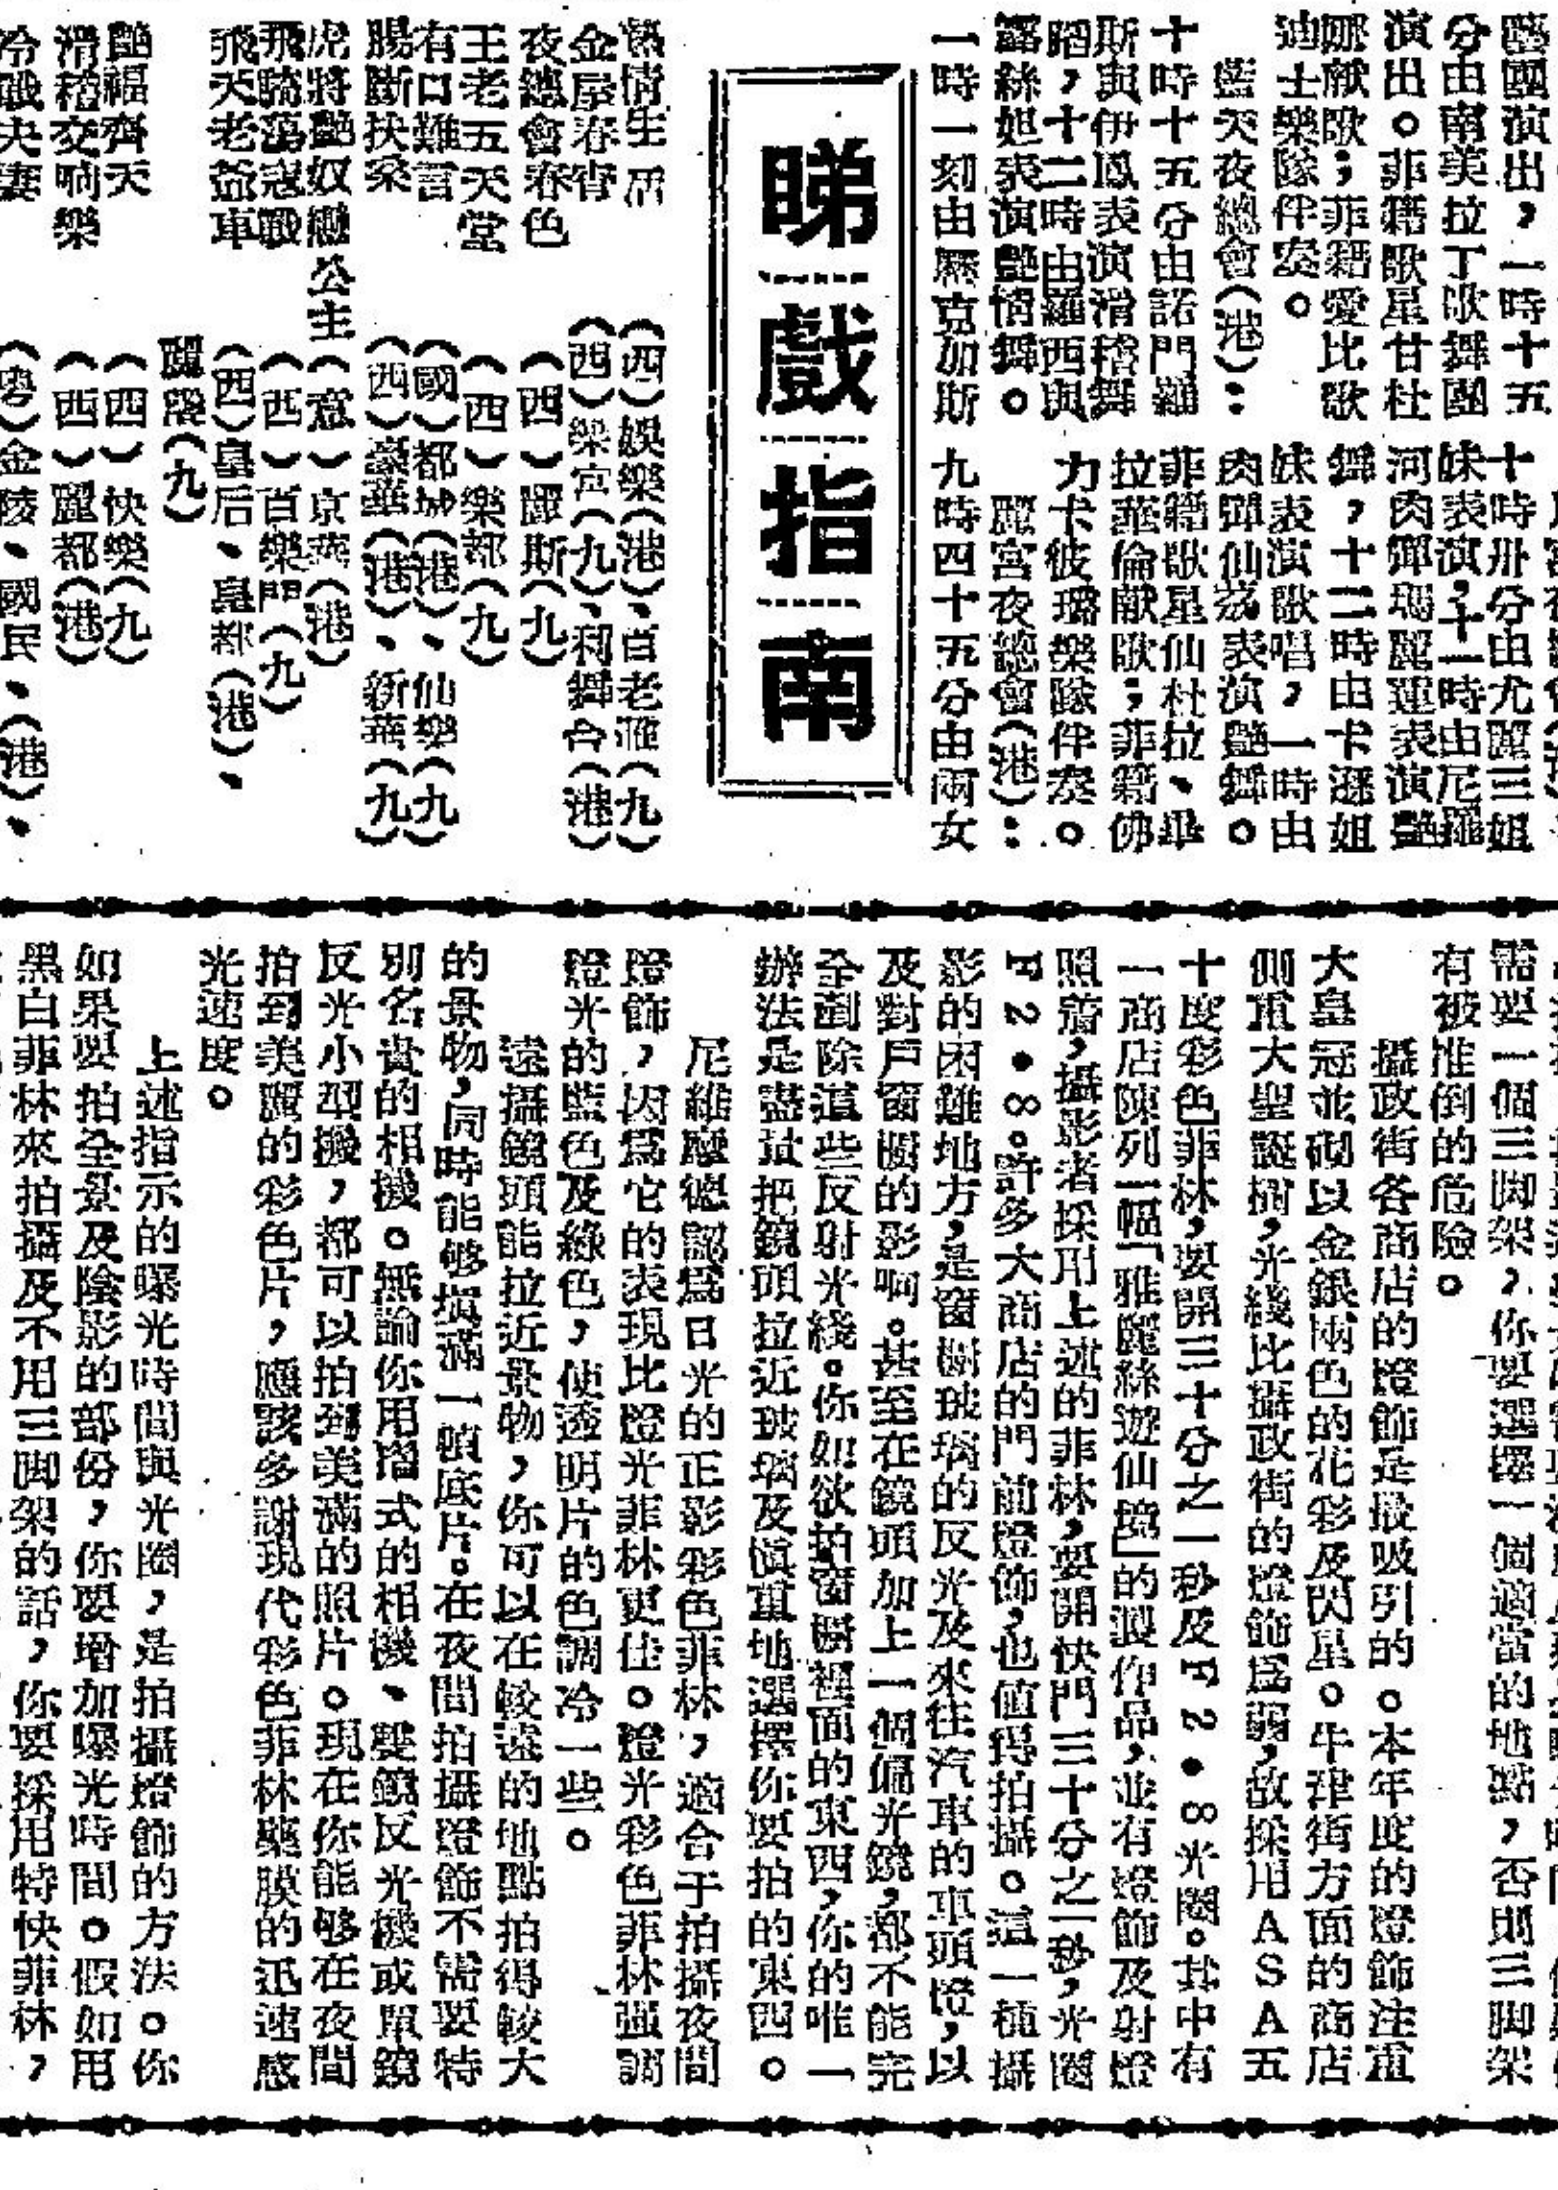 藝團演出，一時十五
分由南美拉丁歌舞團
演出。菲籍歌星甘杜
娜献歌；菲籍愛比歌
迪士樂隊伴奏。
藍天夜總會（港）：
十時十五分由諾門羅
斯與伊鳳表演滑稽舞
蹈，十二時由羅西與
露絲妲表演艷情舞。
一時一刻由羅克加斯
十時卅分由尤麗三姐
妹表演，十一時由尼羅
河肉彈瑪麗蓮表演艷
舞，十二時由卡遜姐
妹表演歌唱，一時由
肉彈仙茘表演艷舞。
菲籍歌星仙杜拉、畢
拉華倫献歌；菲籍佛
力卡彼璐樂隊伴奏。
麗宮夜總會（港）：
九時四十五分由兩女
睇戲指南
熱情生活（西）娛樂（港）、百老滙（九）
金屋春宵（西）樂宮（九）、利舞台（港）
夜總會春色（西）麗斯（九）
王老五天堂（西）樂都（九）
有口難言（國）都城（港）、仙樂（九）
腸斷扶桑（西）豪華（港）、新華（九）
虎將艷奴戀公主（意）京華（港）
飛騎蕩寇戰（西）百樂門（九）
飛天老爺車（西）皇后、皇都（港）、
麗聲（九）
艷福齊天（西）快樂（九）
滑稽交响樂（西）麗都（港）
冷戰夫妻（粵）金陵、國民、（港）、
需要一個三脚架，你要選擇一個適當的地點，否則三脚架
有被推倒的危險。
攝政街各商店的燈飾是最吸引的。本年度的燈飾注重
大皇冠並襯以金銀兩色的花彩及閃星。牛津街方面的商店
側重大聖誕樹，光綫比攝政街的燈飾爲弱，故採用ASA五
十度彩色菲林，要開三十分之一秒及F2•8光圈。其中有
一商店陳列一幅「雅麗絲遊仙境」的製作品，並有燈飾及射燈
照着，攝影者採用上述的菲林，要開快門三十分之一秒，光圈
F2•8。許多大商店的門前燈飾，也值得拍攝。這一種攝
影的困難地方，是窗橱玻璃的反光及來往汽車的車頭燈，以
及對戶窗橱的影响。甚至在鏡頭加上一個偏光鏡，都不能完
全剷除這些反射光綫。你如欲拍窗橱裡面的東西，你的唯一
辦法是盡量把鏡頭拉近玻璃及愼重地選擇你要拍的東西。
尼維摩德認爲日光的正影彩色菲林，適合于拍攝夜間
燈飾，因爲它的表現比燈光菲林更佳。燈光彩色菲林强調
燈光的藍色及綠色，使透明片的色調冷一些。
遠攝鏡頭能拉近景物，你可以在較遠的地點拍得較大
的景物，同時能够塡滿一幀底片。在夜間拍攝燈飾不需要特
別名貴的相機。無論你用摺式的相機、雙鏡反光機或單鏡
反光小型機，都可以拍到美滿的照片。現在你能够在夜間
拍到美麗的彩色片，應該多謝現代彩色菲林藥膜的迅速感
光速度。
上述指示的曝光時間與光圈，是拍攝燈飾的方法。你
如果要拍全景及陰影的部份，你要增加曝光時間。假如用
黑白菲林來拍攝及不用三脚架的話，你要採用特快菲林，